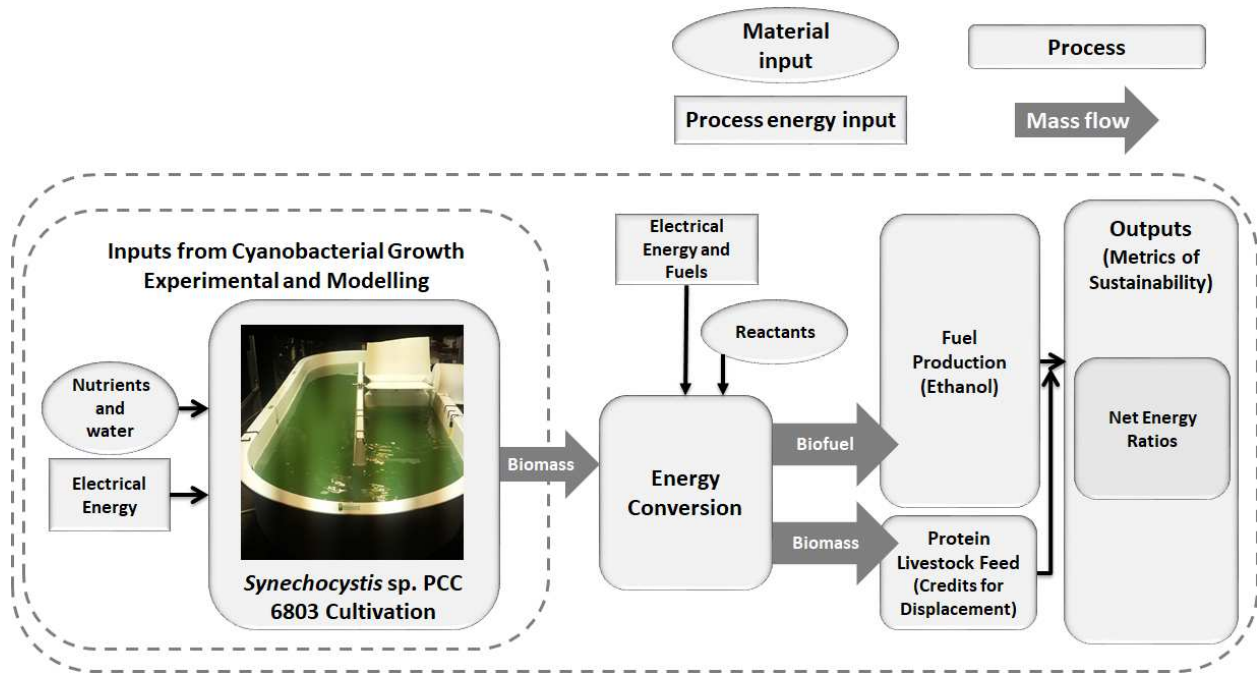 Material
input
Process
Process energy input
Mass flow
Inputs from Cyanobacterial Growth
Experimental and Modelling
Nutrients
and
water
Electrical
Energy
Synechocystis sp. PCC
6803 Cultivation
Biomass
Electrical
Energy and
Fuels
Reactants
Energy
Conversion
Biofuel
Biomass
Fuel
Production
(Ethanol)
Protein
Livestock Feed
(Credits for
Displacement)
Outputs
(Metrics of
Sustainability)
Net Energy
Ratios